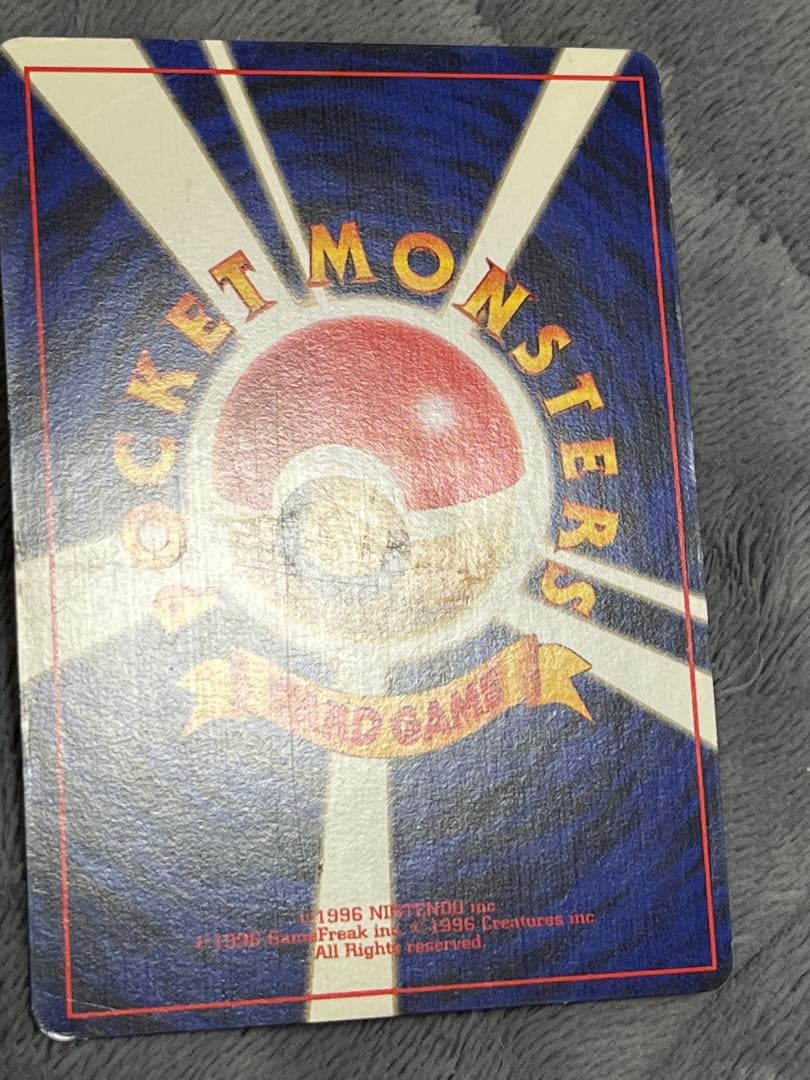 POCKET MONSTERS
CARD GAME
©1996 NINTENDO inc
©1996 GameFreak inc. ©1996 Creatures inc
All Rights reserved